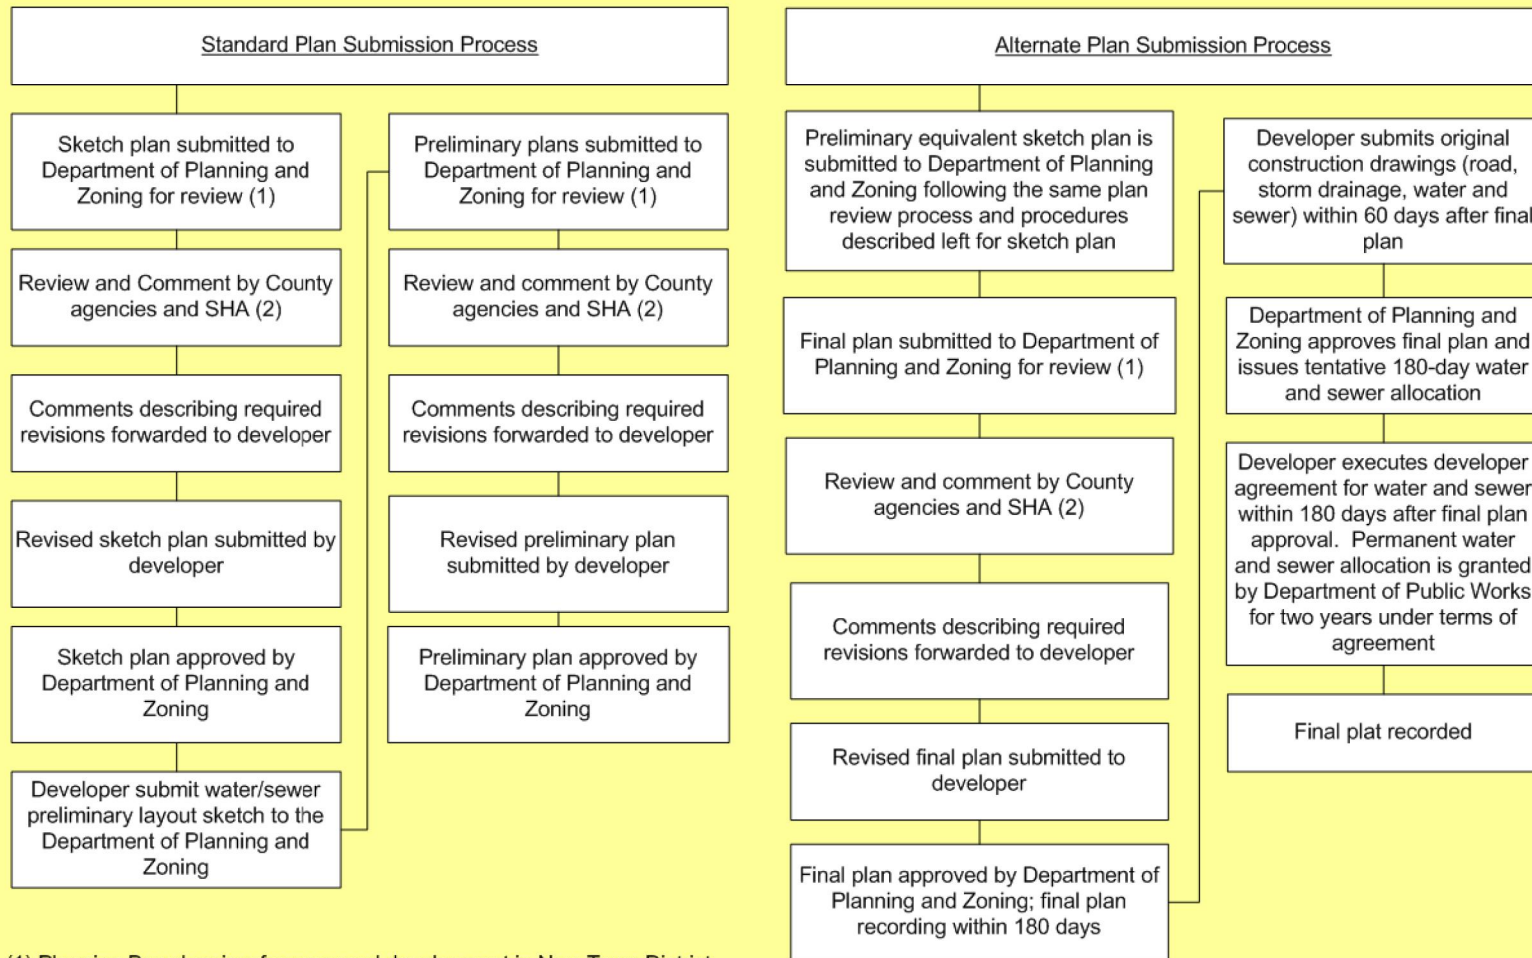 Standard Plan Submission Process
Sketch plan submitted to
Department of Planning and
Zoning for review (1)
Review and Comment by County
agencies and SHA (2)
Comments describing required
revisions forwarded to developer
Revised sketch plan submitted by
developer
Sketch plan approved by
Department of Planning and
Zoning
Developer submit water/sewer
preliminary layout sketch to the
Department of Planning and
Zoning
Preliminary plans submitted to
Department of Planning and
Zoning for review (1)
Review and comment by County
agencies and SHA (2)
Comments describing required
revisions forwarded to developer
Revised preliminary plan
submitted by developer
Preliminary plan approved by
Department of Planning and
Zoning
Alternate Plan Submission Process
Preliminary equivalent sketch plan is
submitted to Department of Planning
and Zoning following the same plan
review process and procedures
described left for sketch plan
Final plan submitted to Department of
Planning and Zoning for review (1)
Review and comment by County
agencies and SHA (2)
Comments describing required
revisions forwarded to developer
Revised final plan submitted to
developer
Final plan approved by Department of
Planning and Zoning; final plan
recording within 180 days
Developer submits original
construction drawings (road,
storm drainage, water and
sewer) within 60 days after final
plan
Department of Planning and
Zoning approves final plan and
issues tentative 180-day water
and sewer allocation
Developer executes developer
agreement for water and sewer
within 180 days after final plan
approval. Permanent water
and sewer allocation is granted
by Department of Public Works
for two years under terms of
agreement
Final plat recorded
(1) Planning Board